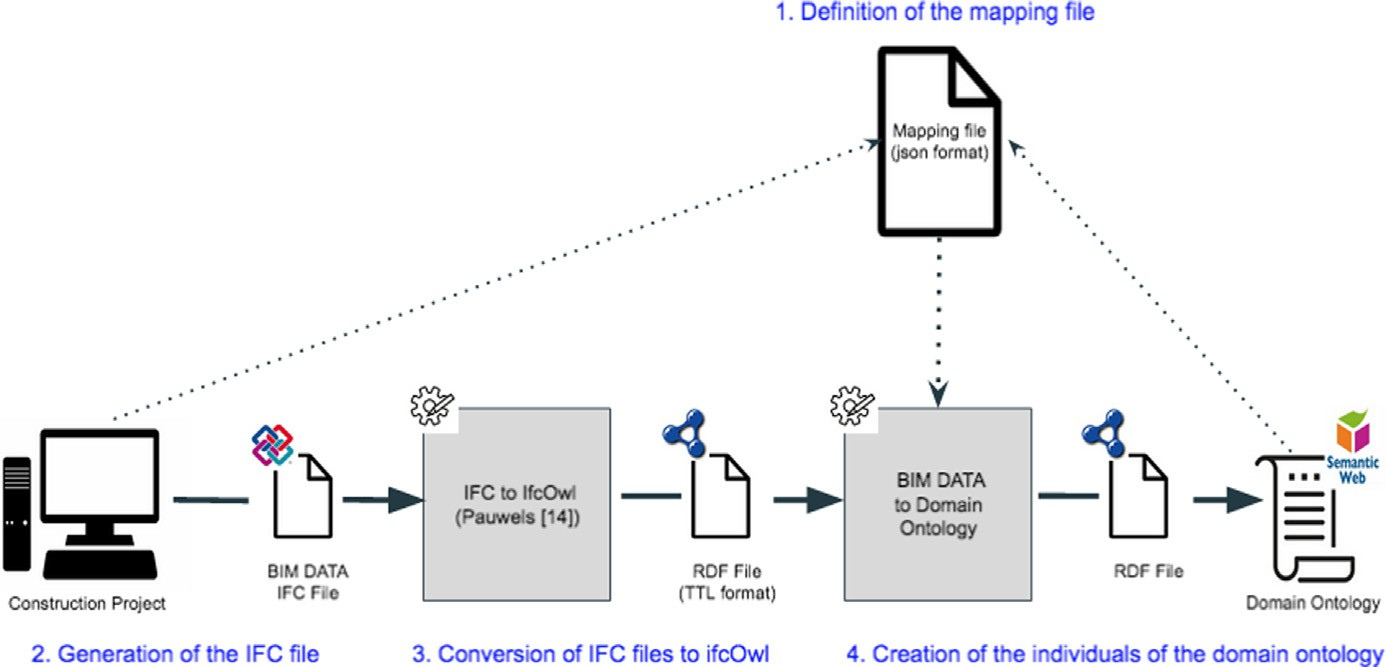 1. Definition of the mapping file
Mapping file
(json format)
IFC to IfcOwl
(Pauwels [14])
BIM DATA
to Domain
Ontology
Semantic
Web
BIM DATA
IFC File
RDF File
(TTL format)
RDF File
Construction Project
Domain Ontology
2. Generation of the IFC file
3. Conversion of IFC files to ifcOwl
4. Creation of the individuals of the domain ontology